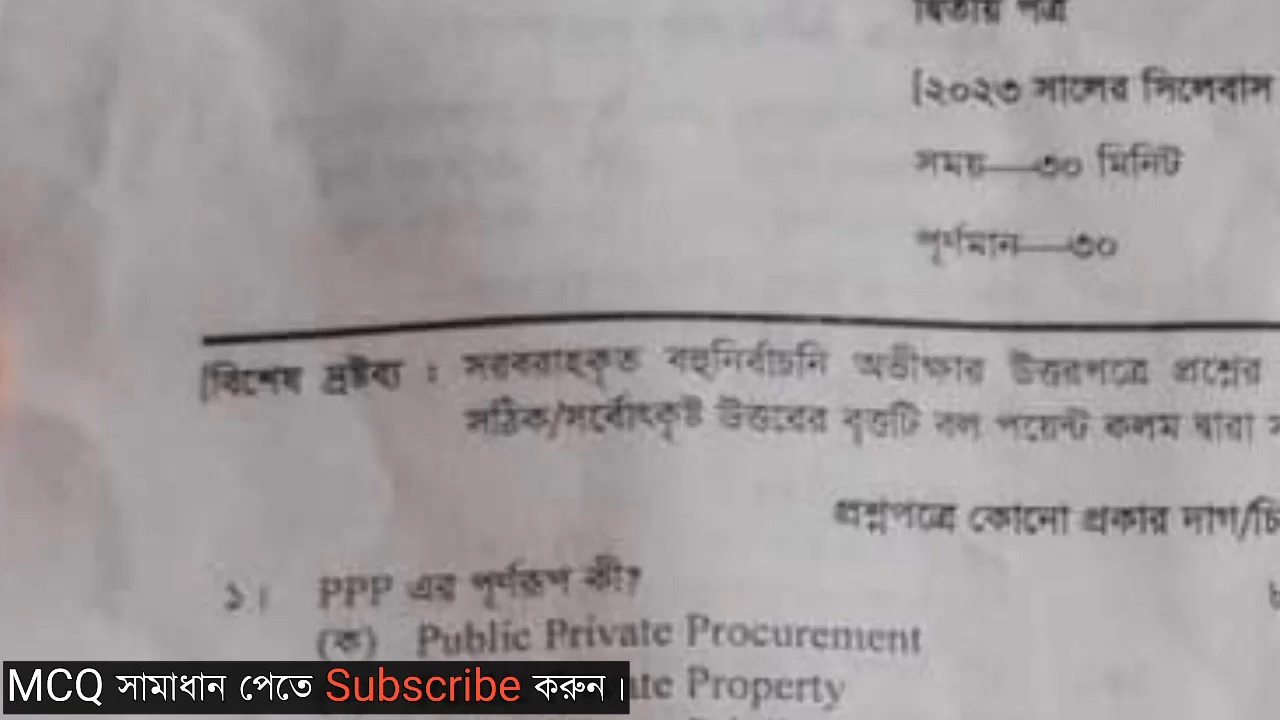 দ্বিতীয় পত্র
[২০২৩ সালের সিলেবাস
সময়—৩০ মিনিট
পূর্ণমান—৩০
[বিশেষ দ্রষ্টব্য : সরবরাহকৃত বহুনির্বাচনি অভীক্ষার উত্তরপত্রে প্রশ্নের
সঠিক/সর্বোৎকৃষ্ট উত্তরের বৃত্তটি বল পয়েন্ট কলম দ্বারা
প্রশ্নপত্রে কোনো প্রকার দাগ/চি
১। PPP এর পূর্ণরূপ কী?
(ক) Public Private Procurement
Property
MCQ সামাধান পেতে Subscribe করুন।